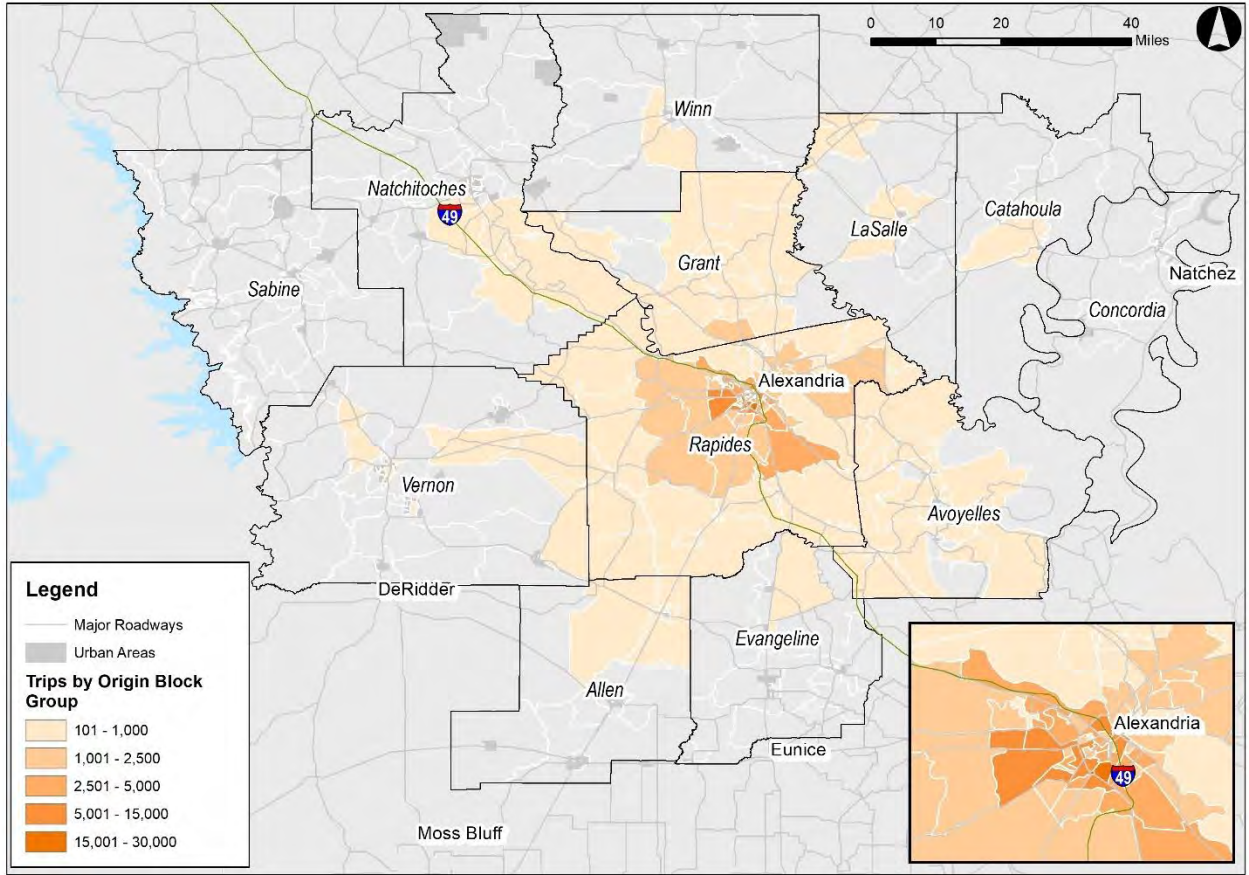 0 10 20 40
Miles
Winn
Natchitoches
49
LaSalle
Catahoula
Grant
Natchez
Sabine
Concordia
Alexandria
Rapides
Vernon
Avoyelles
DeRidder
Evangeline
Allen
Eunice
Moss Bluff
Legend
Major Roadways
Urban Areas
Trips by Origin Block
Group
101 - 1,000
1,001 - 2,500
2,501 - 5,000
5,001 - 15,000
15,001 - 30,000
Alexandria
49